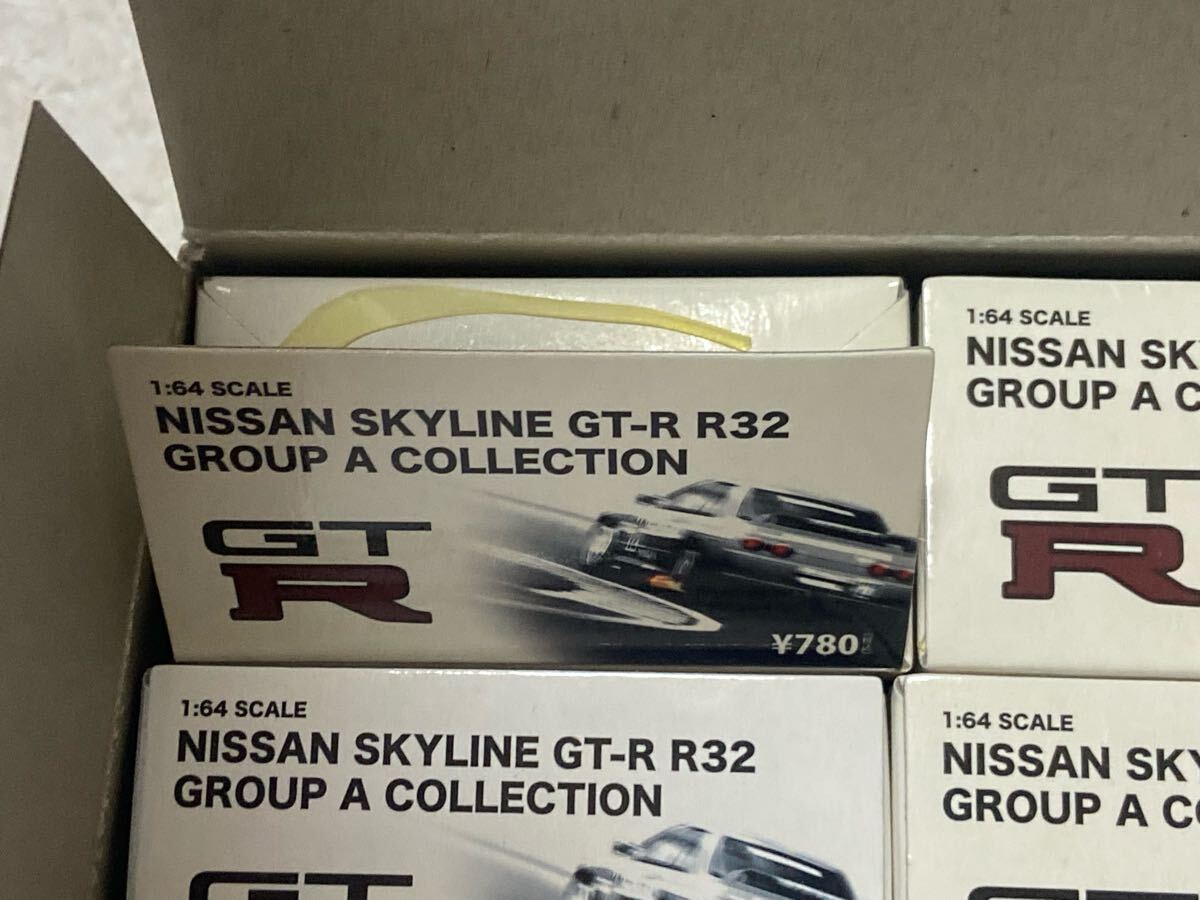 1:64 SCALE
NISSAN SKYLINE GT-R R32
GROUP A COLLECTION
GT
R
¥780
1:64 SCALE
NISSAN SK
GROUP A C
GT
R
1:64 SCALE
NISSAN SKYLINE GT-R R32
GROUP A COLLECTION
GT
1:64 SCALE
NISSAN SKY
GROUP A CO